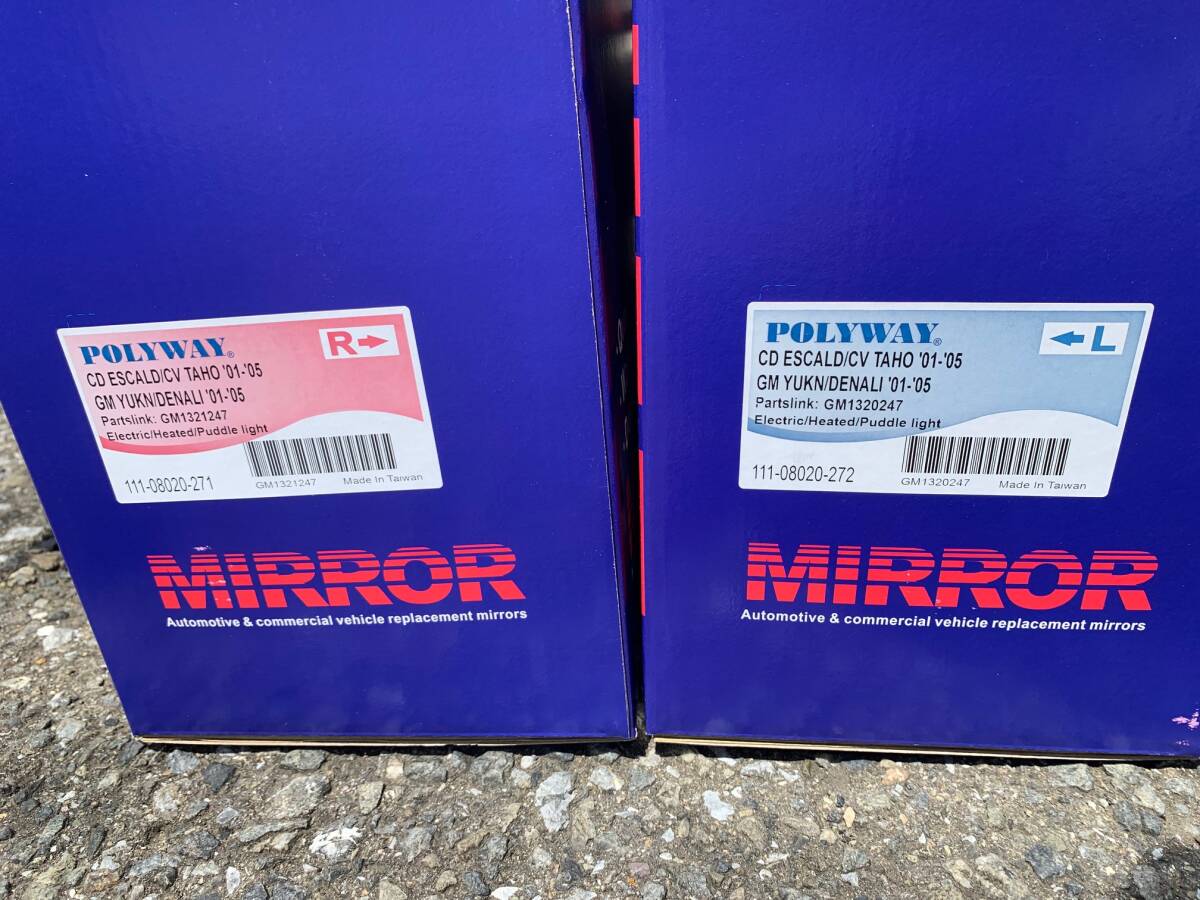 POLYWAY®
R
CD ESCALD/CV TAHO '01-'05
GM YUKN/DENALI '01-'05
Partslink: GM1321247
Electric/Heated/Puddle light
111-08020-271
GM1321247
Made In Taiwan
MIRROR
Automotive & commercial vehicle replacement mirrors
POLYWAY®
L
CD ESCALD/CV TAHO '01-'05
GM YUKN/DENALI '01-'05
Partslink: GM1320247
Electric/Heated/Puddle light
111-08020-272
GM1320247
Made In Taiwan
MIRROR
Automotive & commercial vehicle replacement mirrors